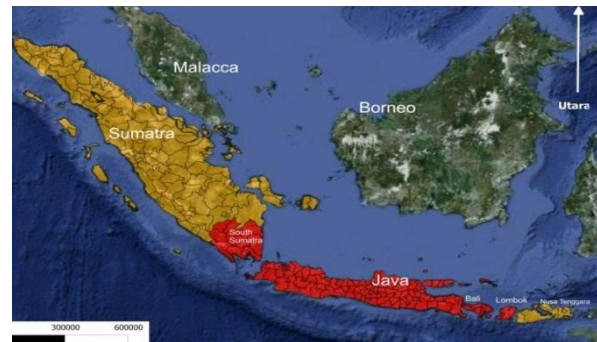 Malacca
Borneo
Utara
Sumatra
South
Sumatra
Java
Bali
Lombok
Nusa Tenggara
300000 600000